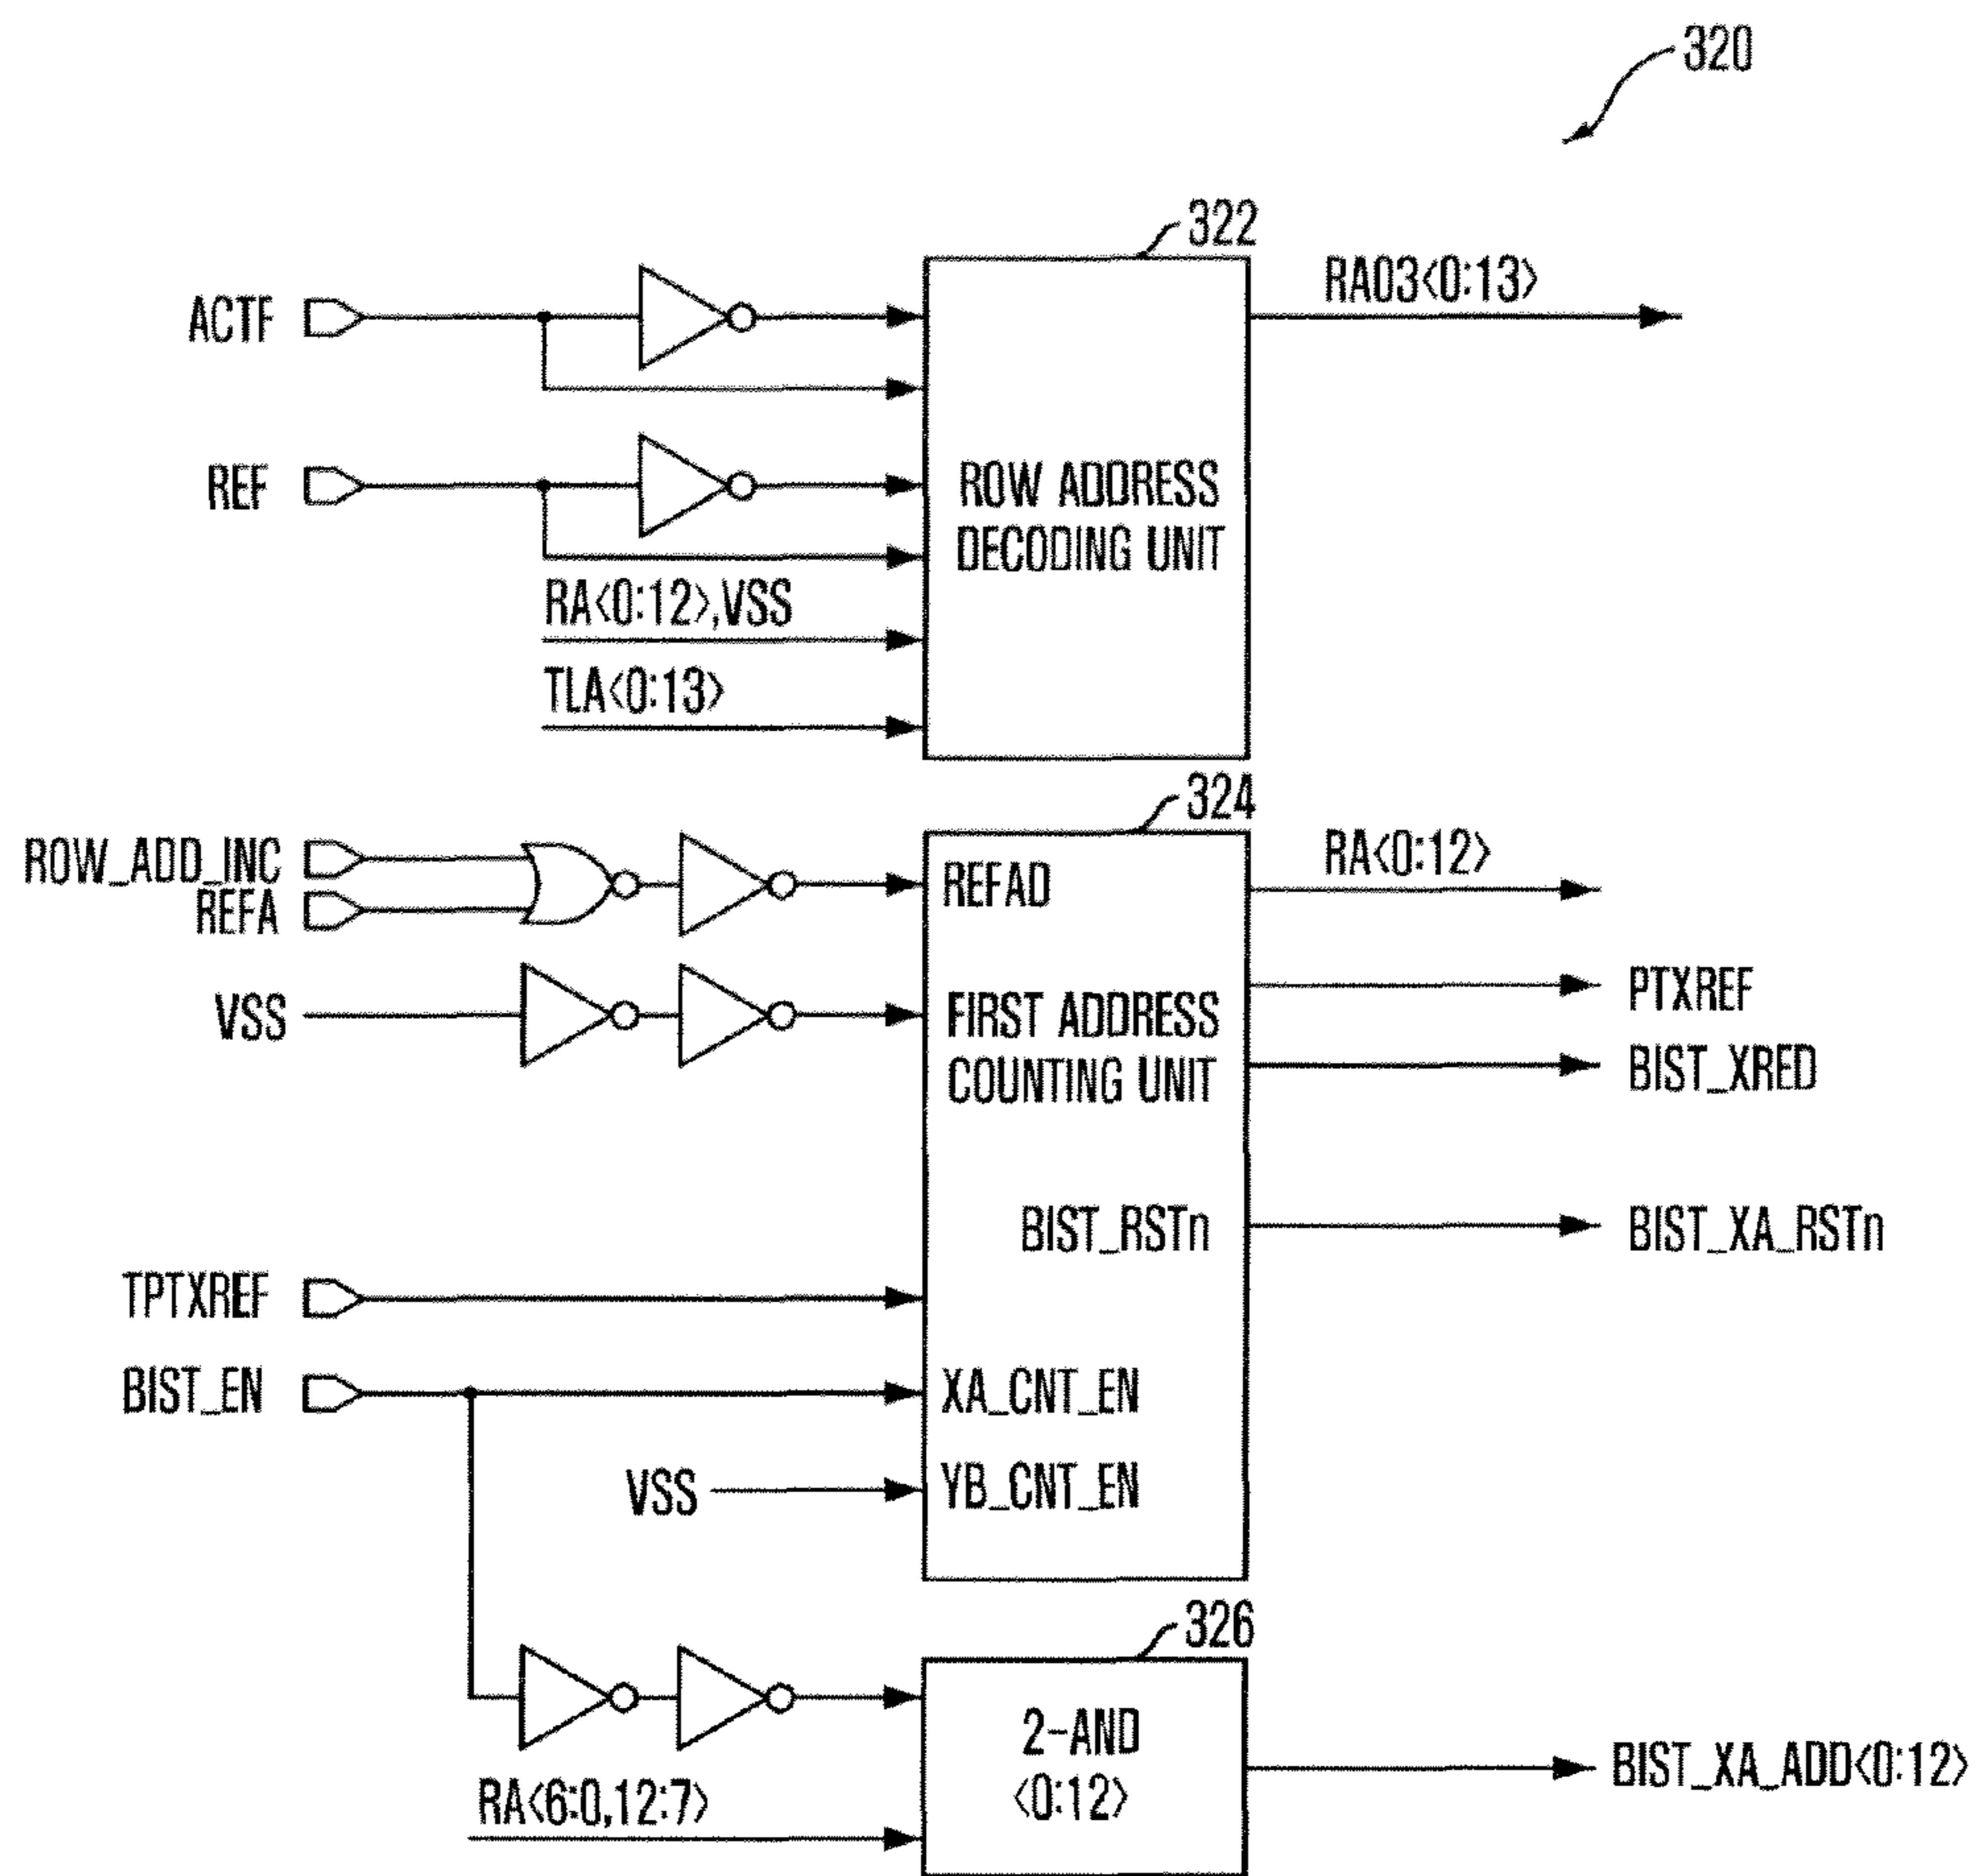 320
322
RA03<0:13>
ACTF
REF
ROW ADDRESS
DECODING UNIT
RA<0:12>,VSS
TLA<0:13>
324
ROW_ADD_INC
REFA
REFAD
RA<0:12>
VSS
FIRST ADDRESS
COUNTING UNIT
PTXREF
BIST_XRED
BIST_RSTn
BIST_XA_RSTn
TPTXREF
BIST_EN
XA_CNT_EN
VSS
YB_CNT_EN
326
2-AND
<0:12>
RA<6:0,12:7>
BIST_XA_ADD<0:12>